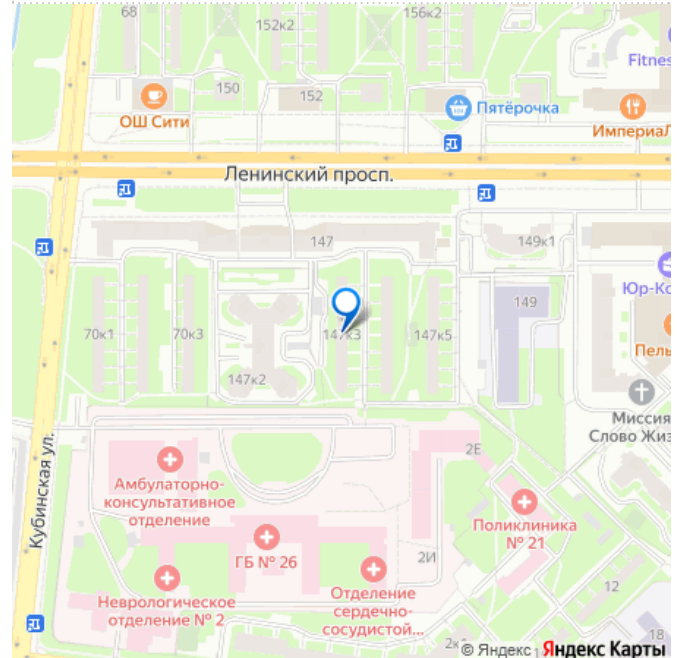 68
152к2
156к2
Fitnes
150
152
ОШ Сити
Пятёрочка
ИмпериаЛ
Ленинский просп.
147
149к1
Юр-Ко
149
70к1
70к3
147к3
147к5
Пель
147к2
Миссия
Слово Жиз
Кубинская ул.
2Е
Амбулаторно-
консультативное
отделение
Поликлиника
№ 21
ГБ № 26
2И
Неврологическое
отделение № 2
Отделение
сердечно-
сосудистой...
12
18
2к1
© Яндекс Яндекс Карты